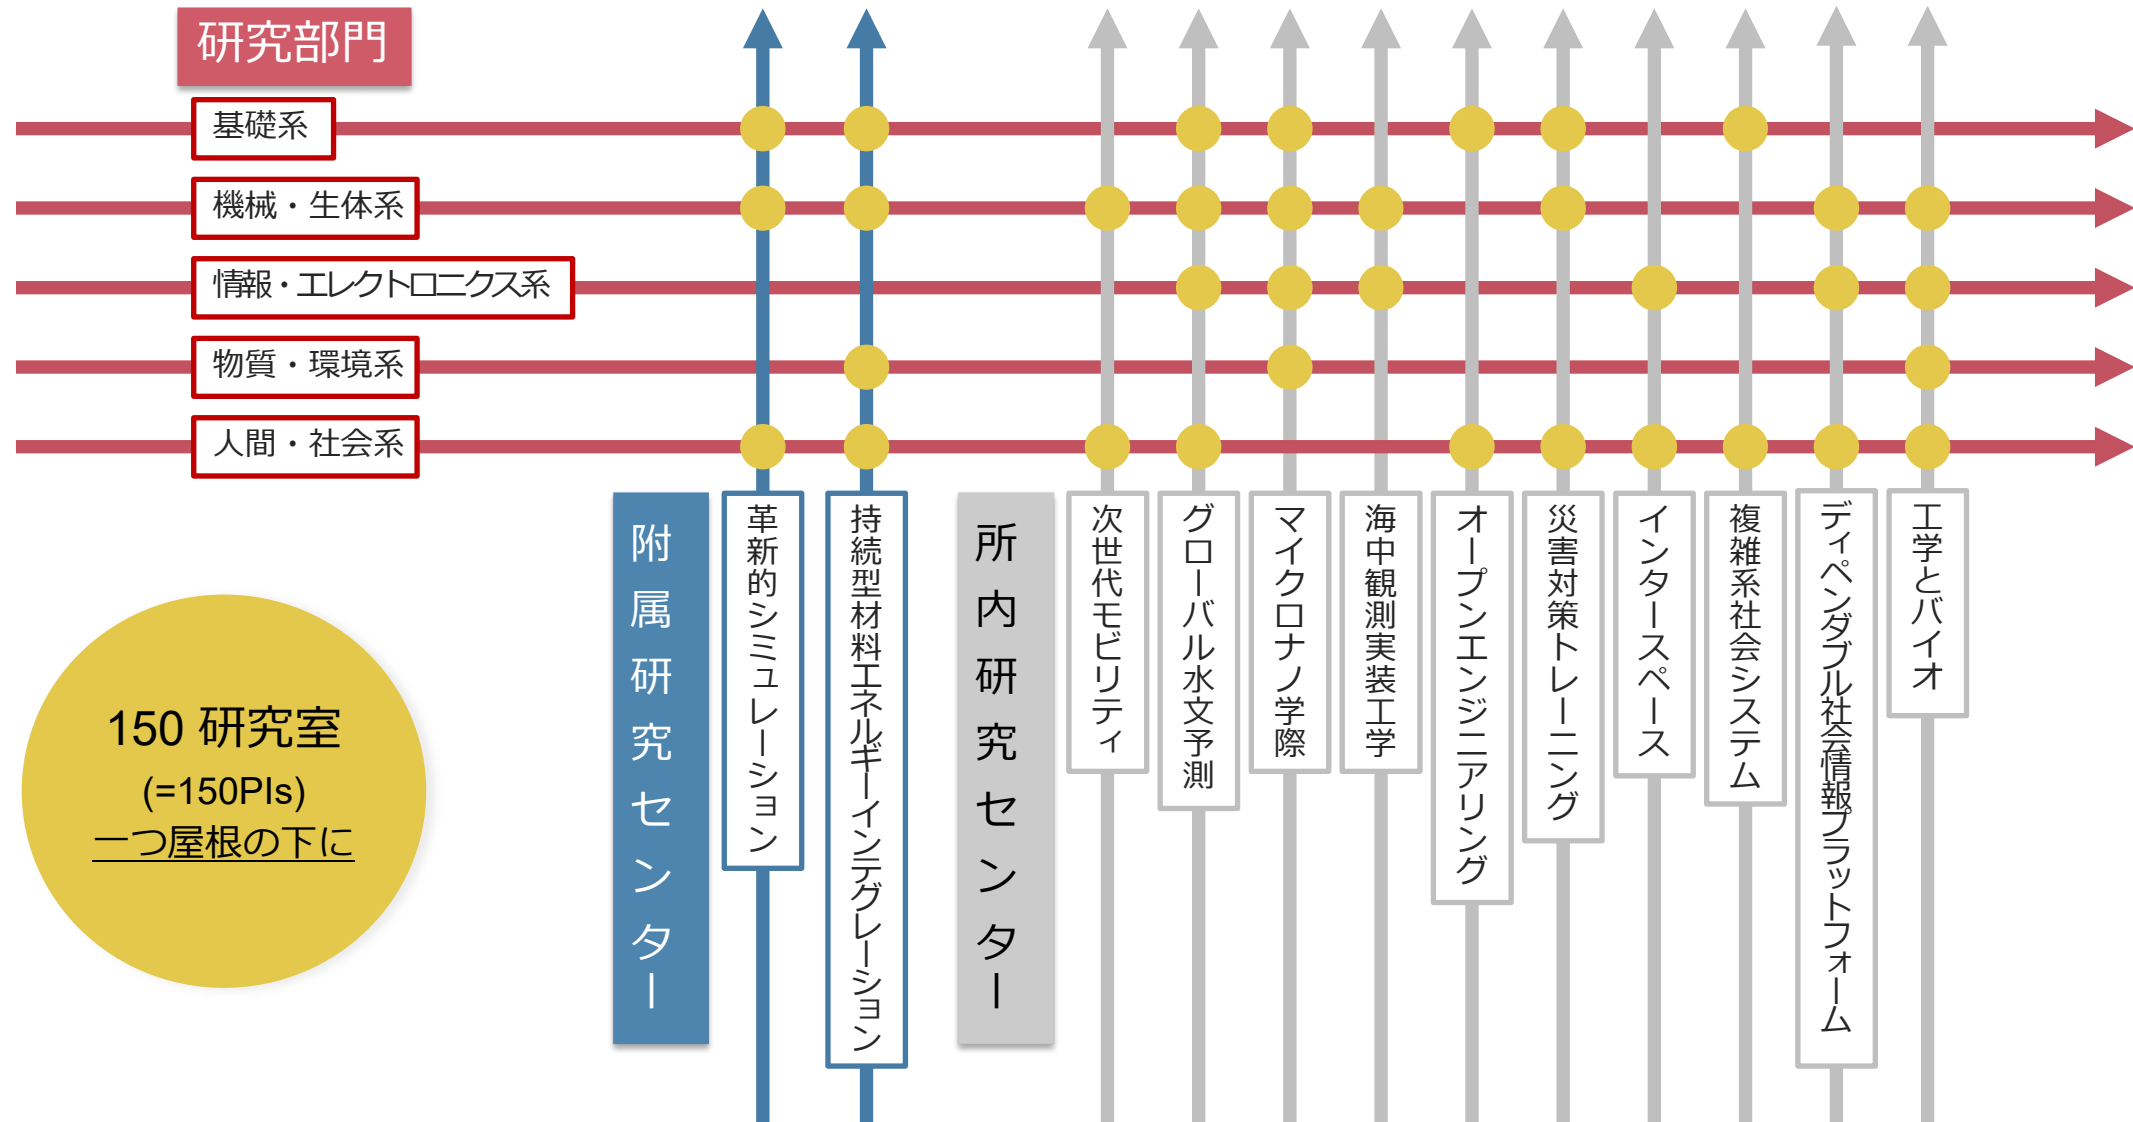 研究部門
基礎系
機械・生体系
情報・エレクトロニクス系
物質・環境系
人間・社会系
附属研究センター
革新的シミュレーション
持続型材料エネルギーインテグレーション
所内研究センター
次世代モビリティ
グローバル水文予測
マイクロナノ学際
海中観測実装工学
オープンエンジニアリング
災害対策トレーニング
インタースペース
複雑系社会システム
ディペンダブル社会情報プラットフォーム
工学とバイオ
150 研究室
(=150PIs)
一つ屋根の下に